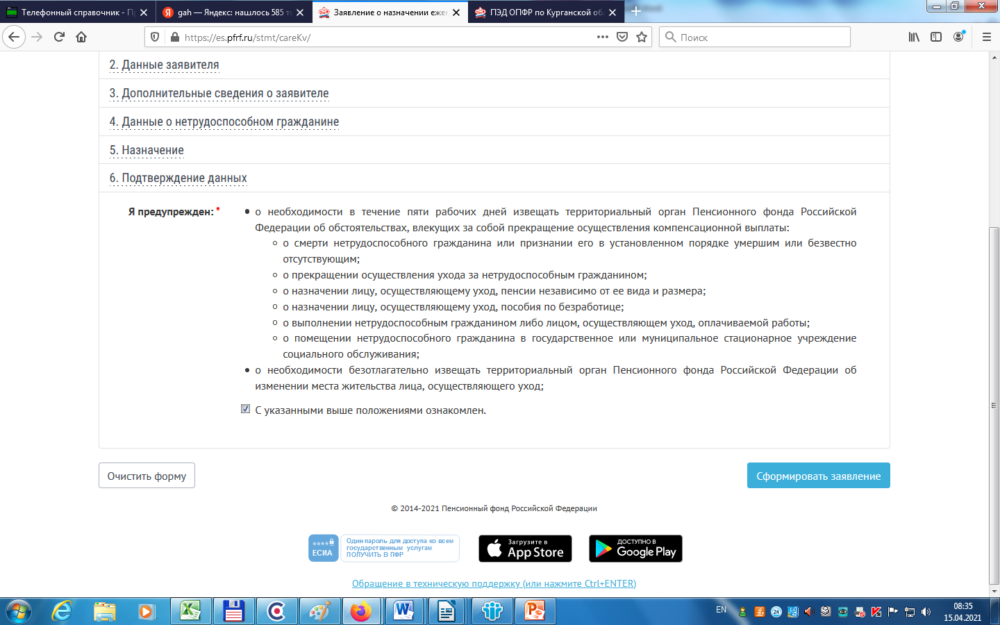 Телефонный справочник - П
gah — Яндекс: нашлось 585 т
Заявление о назначении еже
ПЭД ОПФР по Курганской об
https://es.pfrf.ru/stmt/careKv/
Поиск
2. Данные заявителя
3. Дополнительные сведения о заявителе
4. Данные о нетрудоспособном гражданине
5. Назначение
6. Подтверждение данных
Я предупрежден: *
о необходимости в течение пяти рабочих дней извещать территориальный орган Пенсионного фонда Российской
Федерации об обстоятельствах, влекущих за собой прекращение осуществления компенсационной выплаты:
о смерти нетрудоспособного гражданина или признании его в установленном порядке умершим или безвестно
отсутствующим;
о прекращении осуществления ухода за нетрудоспособным гражданином;
о назначении лицу, осуществляющему уход, пенсии независимо от ее вида и размера;
о назначении лицу, осуществляющему уход, пособия по безработице;
о выполнении нетрудоспособным гражданином либо лицом, осуществляющем уход, оплачиваемой работы;
о помещении нетрудоспособного гражданина в государственное или муниципальное стационарное учреждение
социального обслуживания;
о необходимости безотлагательно извещать территориальный орган Пенсионного фонда Российской Федерации об
изменении места жительства лица, осуществляющего уход;
С указанными выше положениями ознакомлен.
Очистить форму
Сформировать заявление
© 2014-2021 Пенсионный фонд Российской Федерации
****
ЕСИА
Один пароль для доступа ко всем
государственным услугам
ПОЛУЧИТЬ В ПФР
Загрузите в
App Store
ДОСТУПНО В
Google Play
Обращение в техническую поддержку (или нажмите Ctrl+ENTER)
EN
24
08:35
15.04.2021